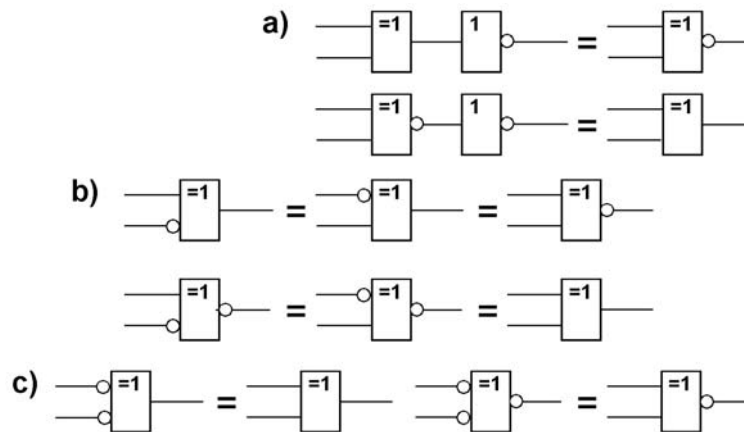 a) =1 1 = =1
=1 1 = =1
b) =1 = =1 = =1
=1 = =1 = =1
c) =1 = =1 =1 = =1